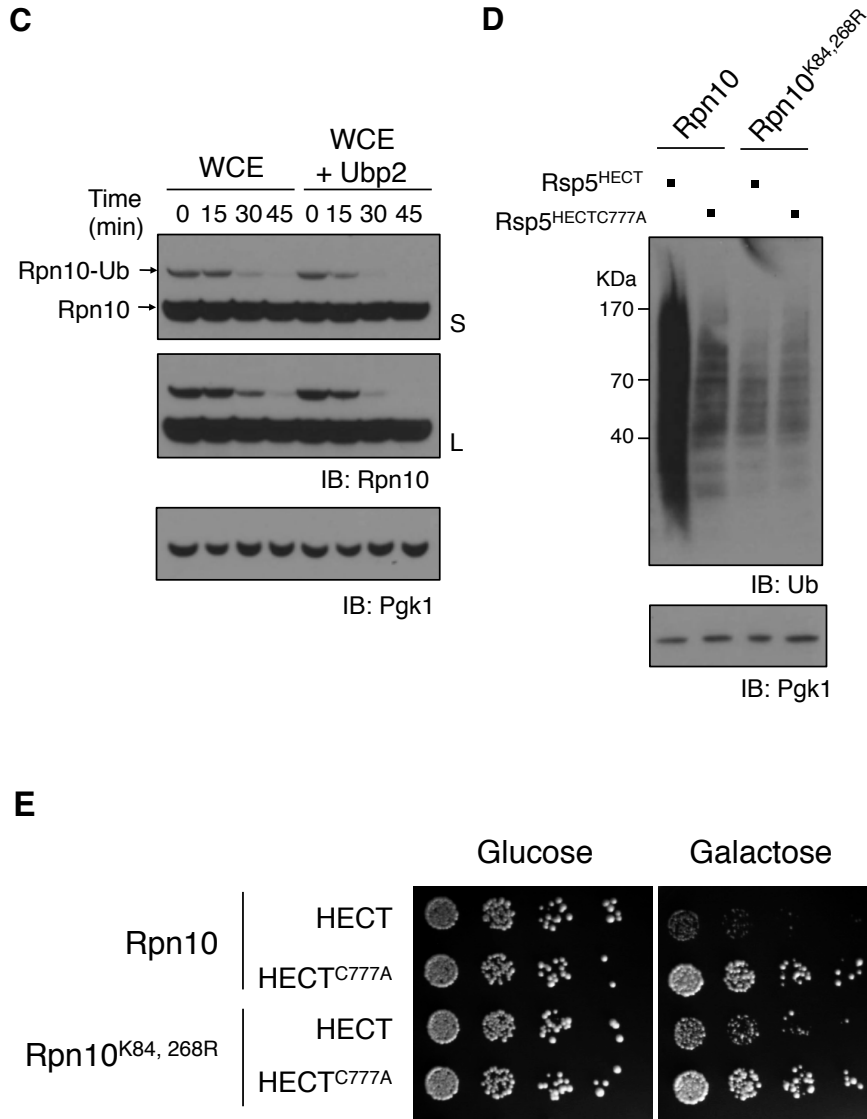 C
WCE
WCE
+ Ubp2
Time
(min)
0 15 30 45 0 15 30 45
Rpn10-Ub
Rpn10
S
L
IB: Rpn10
IB: Pgk1
D
Rpn10
Rpn10K84,268R
Rsp5HECT
Rsp5HECTC777A
KDa
170
70
40
IB: Ub
IB: Pgk1
E
Glucose
Galactose
Rpn10
HECT
HECTC777A
Rpn10K84, 268R
HECT
HECTC777A